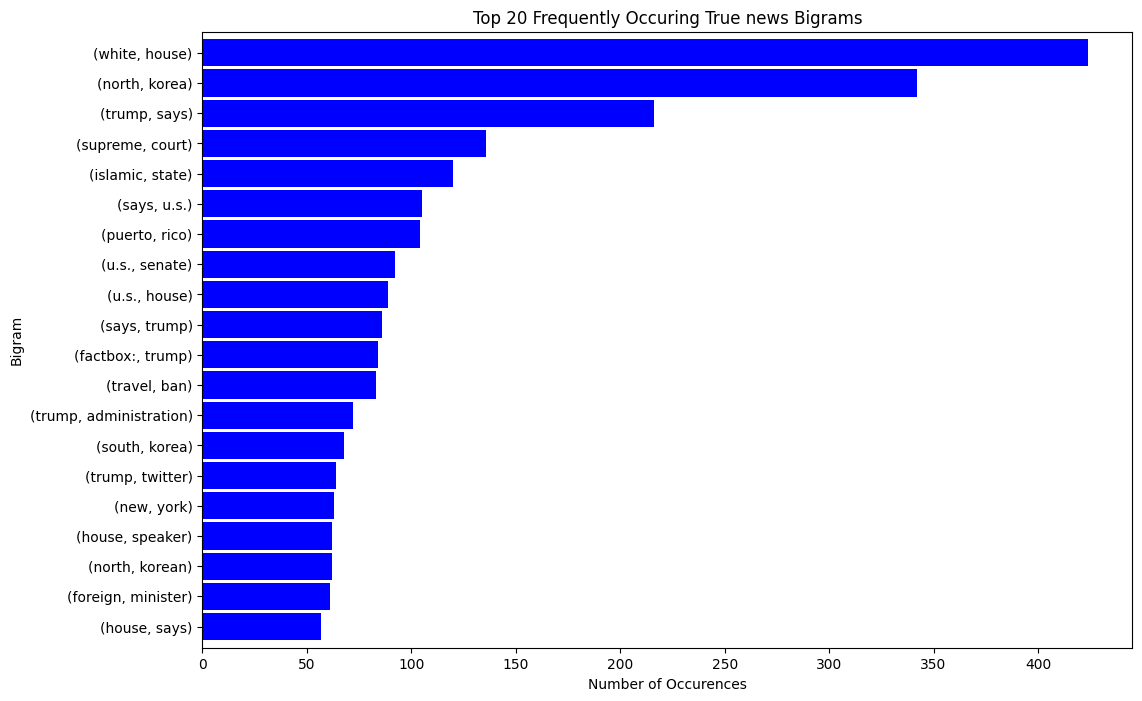 Top 20 Frequently Occuring True news Bigrams
(white, house)
(north, korea)
(trump, says)
(supreme, court)
(islamic, state)
(says, u.s.)
(puerto, rico)
(u.s., senate)
(u.s., house)
(says, trump)
(factbox:, trump)
(travel, ban)
(trump, administration)
(south, korea)
(trump, twitter)
(new, york)
(house, speaker)
(north, korean)
(foreign, minister)
(house, says)
Bigram
0 50 100 150 200 250 300 350 400
Number of Occurences